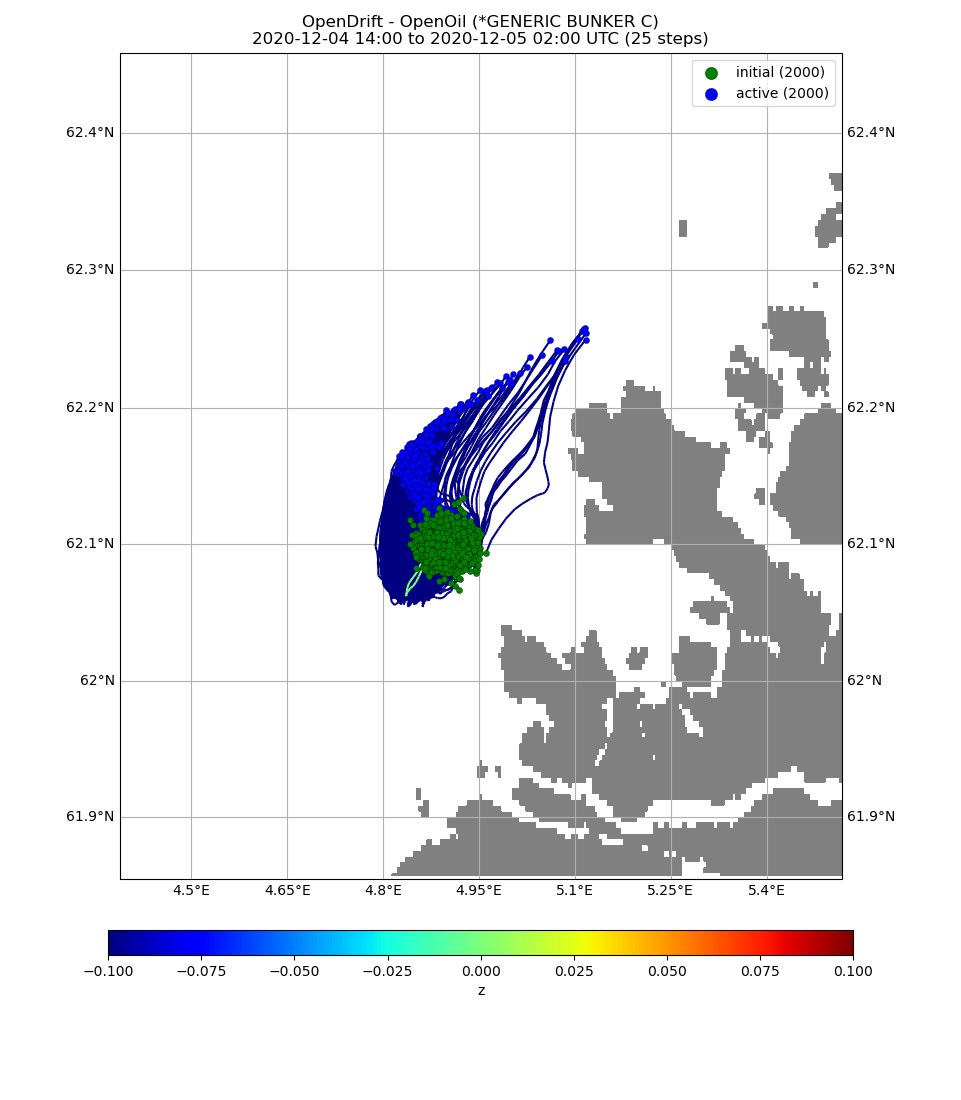 OpenDrift - OpenOil (*GENERIC BUNKER C)
2020-12-04 14:00 to 2020-12-05 02:00 UTC (25 steps)
initial (2000)
active (2000)
62.4°N 62.4°N
62.3°N 62.3°N
62.2°N 62.2°N
62.1°N 62.1°N
62°N 62°N
61.9°N 61.9°N
4.5°E 4.65°E 4.8°E 4.95°E 5.1°E 5.25°E 5.4°E
−0.100 −0.075 −0.050 −0.025 0.000 0.025 0.050 0.075 0.100
z